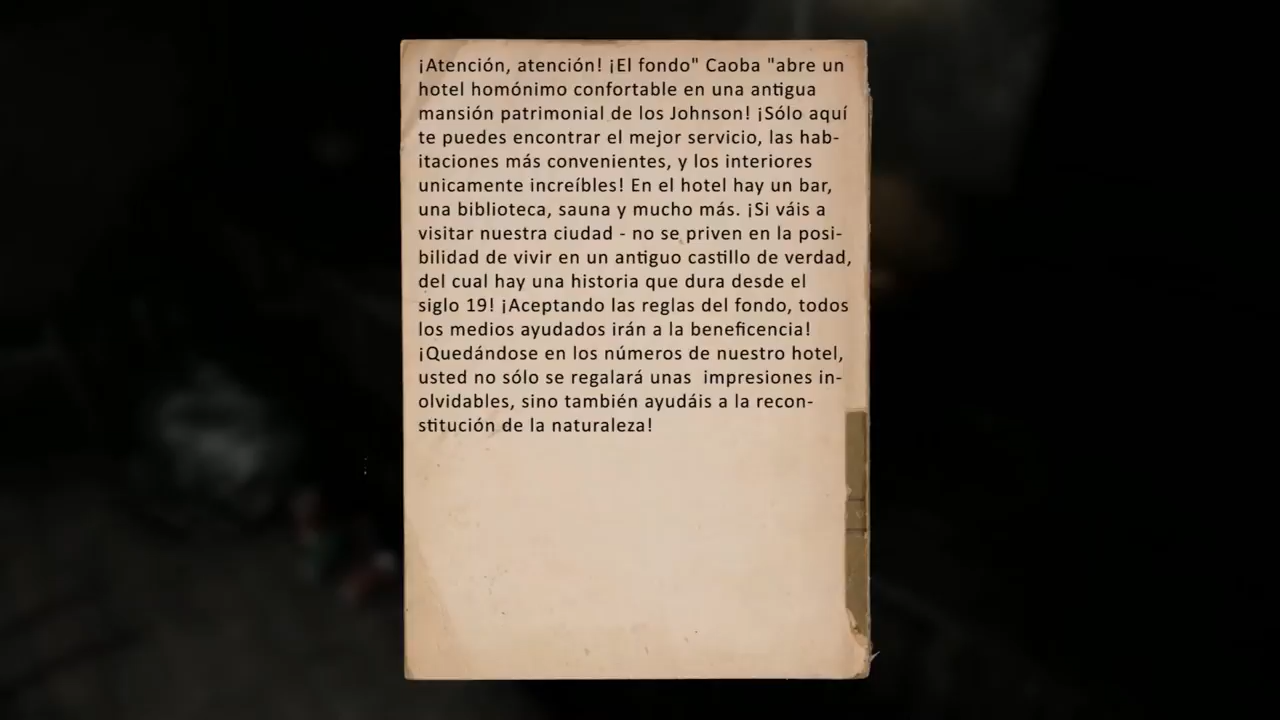 ¡Atención, atención! ¡El fondo" Caoba "abre un
hotel homónimo confortable en una antigua
mansión patrimonial de los Johnson! ¡Sólo aquí
te puedes encontrar el mejor servicio, las hab-
itaciones más convenientes, y los interiores
unicamente increíbles! En el hotel hay un bar,
una biblioteca, sauna y mucho más. ¡Si váis a
visitar nuestra ciudad - no se priven en la posi-
bilidad de vivir en un antiguo castillo de verdad,
del cual hay una historia que dura desde el
siglo 19! ¡Aceptando las reglas del fondo, todos
los medios ayudados irán a la beneficencia!
¡Quedándose en los números de nuestro hotel,
usted no sólo se regalará unas  impresiones in-
olvidables, sino también ayudáis a la recon-
stitución de la naturaleza!